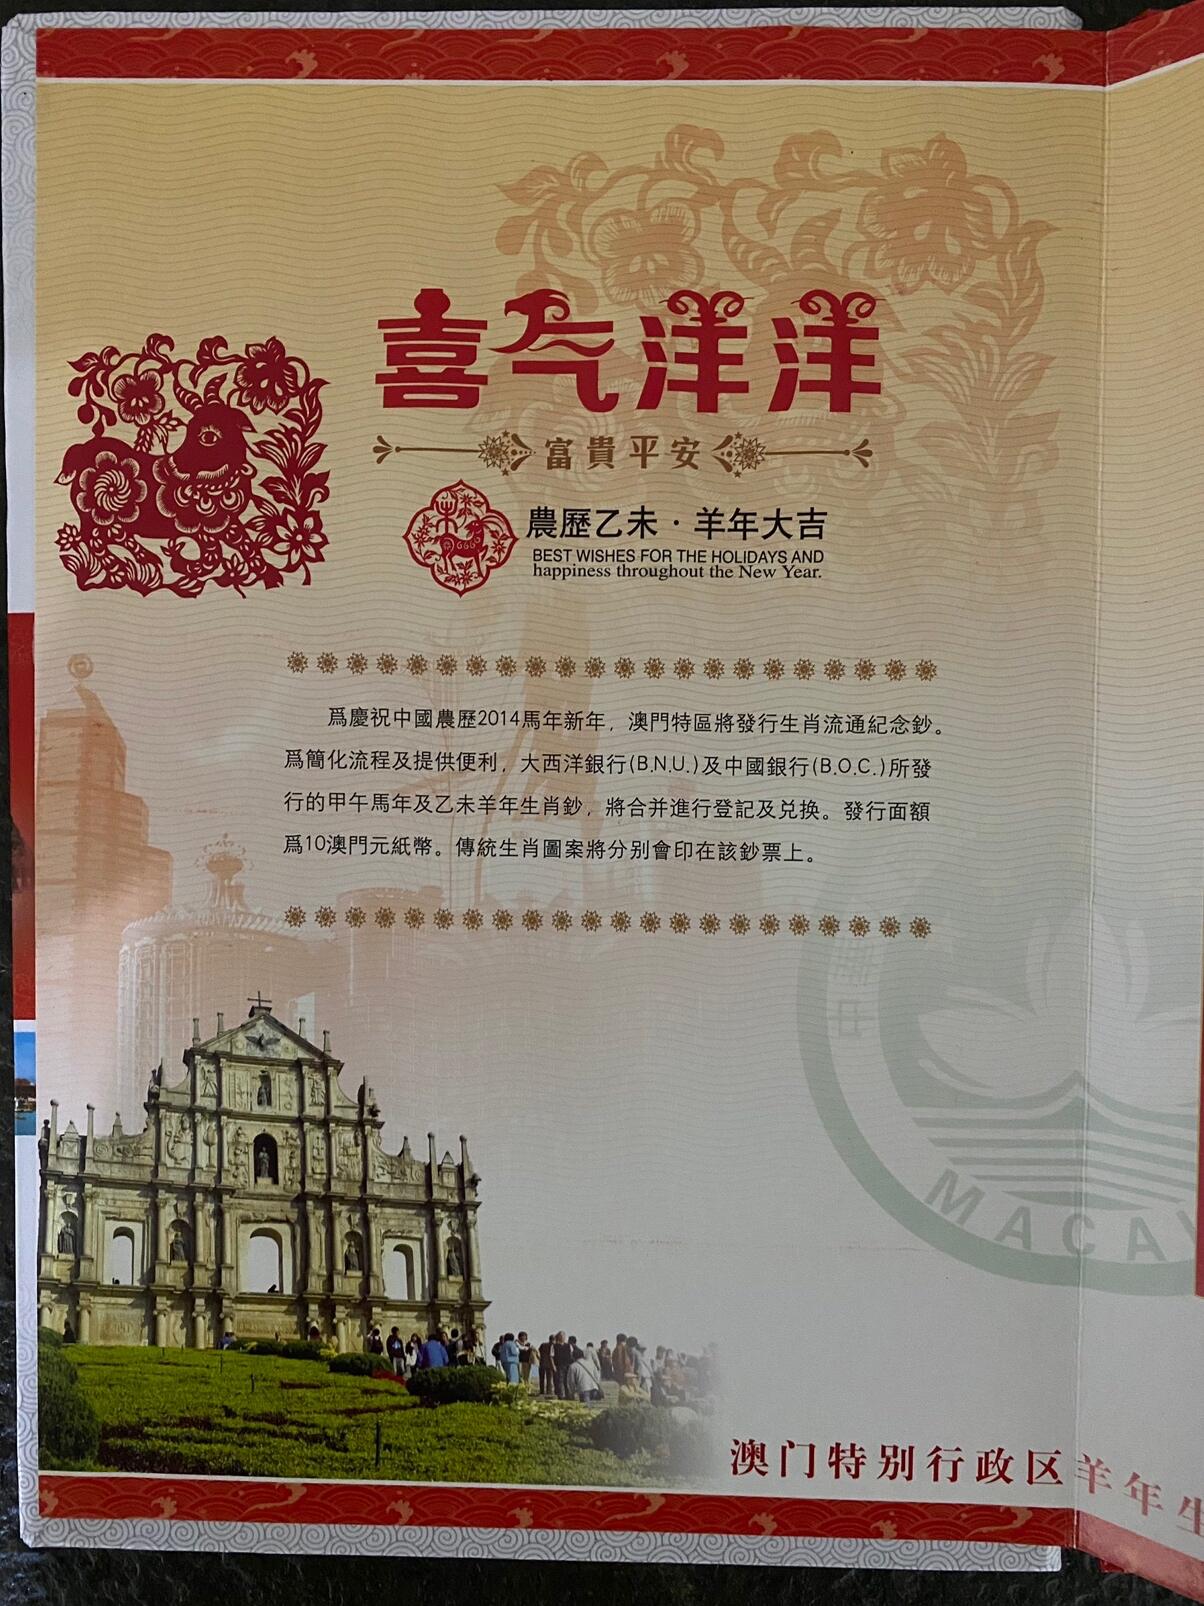 喜气洋洋
富貴平安
農歷乙未·羊年大吉
BEST WISHES FOR THE HOLIDAYS AND
happiness throughout the New Year.
爲慶祝中國農歷2014馬年新年，澳門特區將發行生肖流通紀念鈔。
爲簡化流程及提供便利，大西洋銀行(B.N.U.)及中國銀行(B.O.C.)所發
行的甲午馬年及乙未羊年生肖鈔，將合并進行登記及兑换。發行面額
爲10澳門元紙幣。傳統生肖圖案將分别會印在該鈔票上。
中華
MACA
澳门特别行政区羊年生